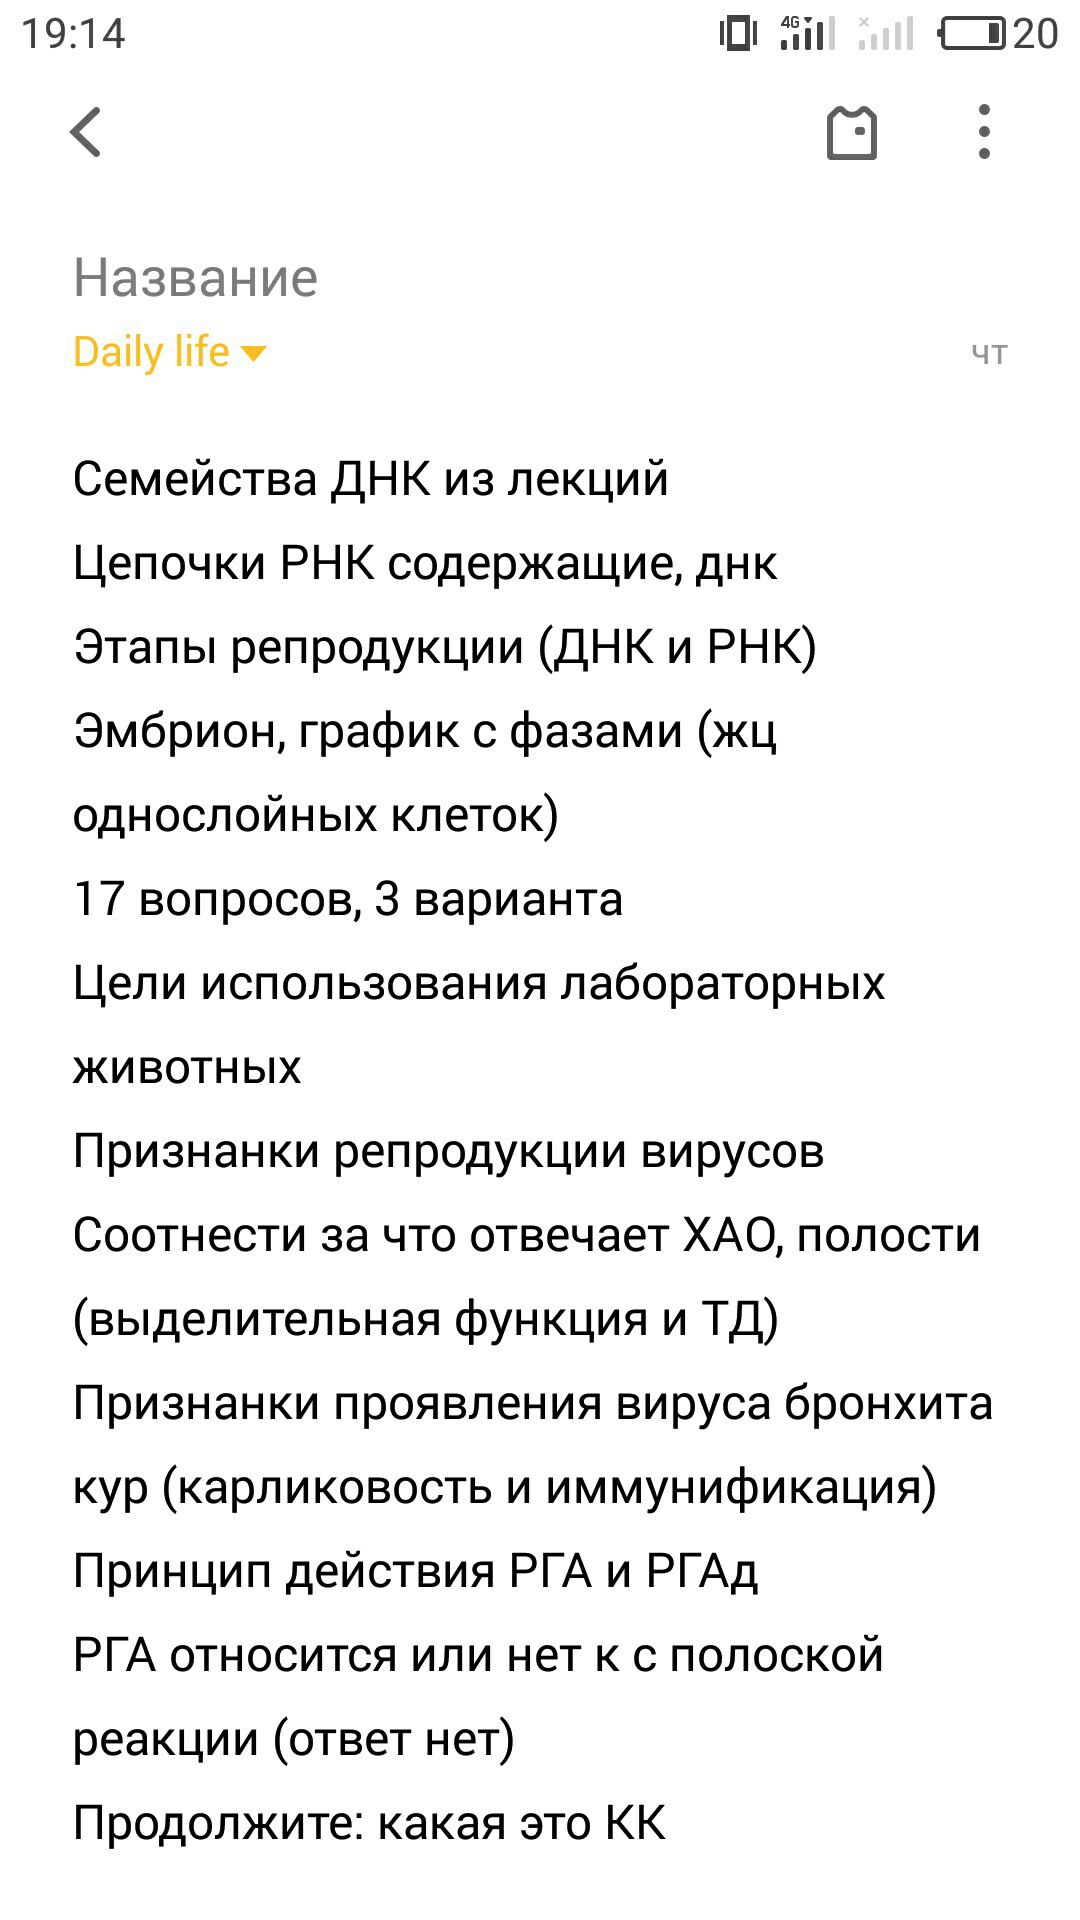 19:14
4G
20
Название
Daily life
чт
Семейства ДНК из лекций
Цепочки РНК содержащие, днк
Этапы репродукции (ДНК и РНК)
Эмбрион, график с фазами (жц
однослойных клеток)
17 вопросов, 3 варианта
Цели использования лабораторных
животных
Признанки репродукции вирусов
Соотнести за что отвечает ХАО, полости
(выделительная функция и ТД)
Признанки проявления вируса бронхита
кур (карликовость и иммунификация)
Принцип действия РГА и РГАд
РГА относится или нет к с полоской
реакции (ответ нет)
Продолжите: какая это КК